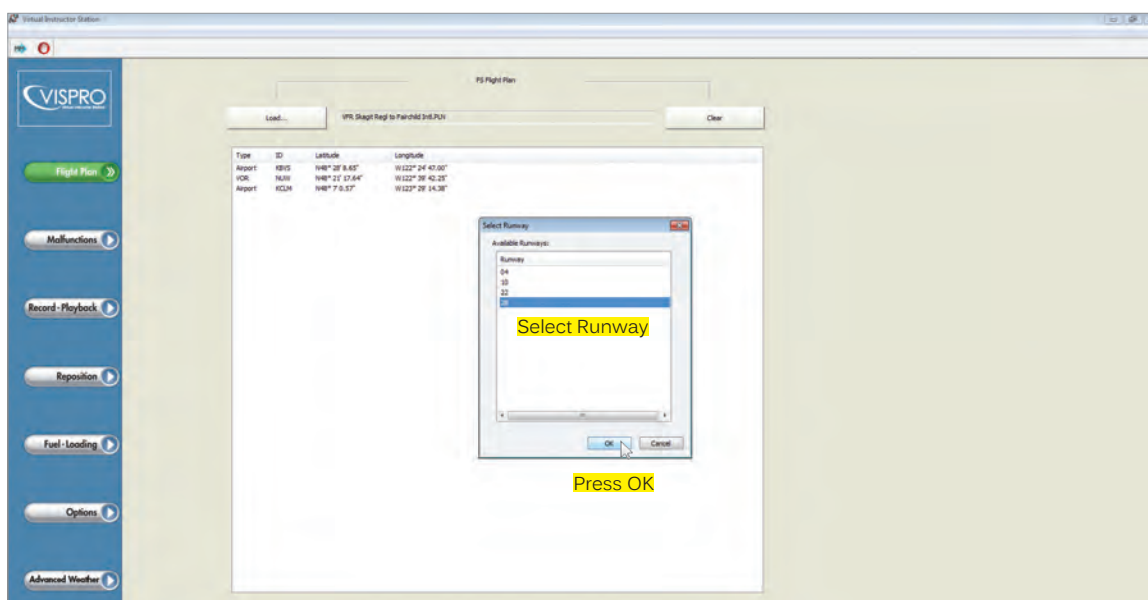 Virtual Instructor Station
VISPRO
FS Flight Plan
Load...
VFR Skagit Regl to Fairchild Intl.PLN
Clear
Type ID Latitude Longitude
Airport KBVS N48° 28' 8.65" W122° 24' 47.00"
VOR NUW N48° 21' 17.64" W122° 39' 42.25"
Airport KCLM N48° 7' 0.57" W123° 29' 14.38"
Flight Plan
Malfunctions
Record - Playback
Reposition
Fuel - Loading
Options
Advanced Weather
Select Runway
Available Runways:
Runway
04
10
22
28
Select Runway
OK Cancel
Press OK